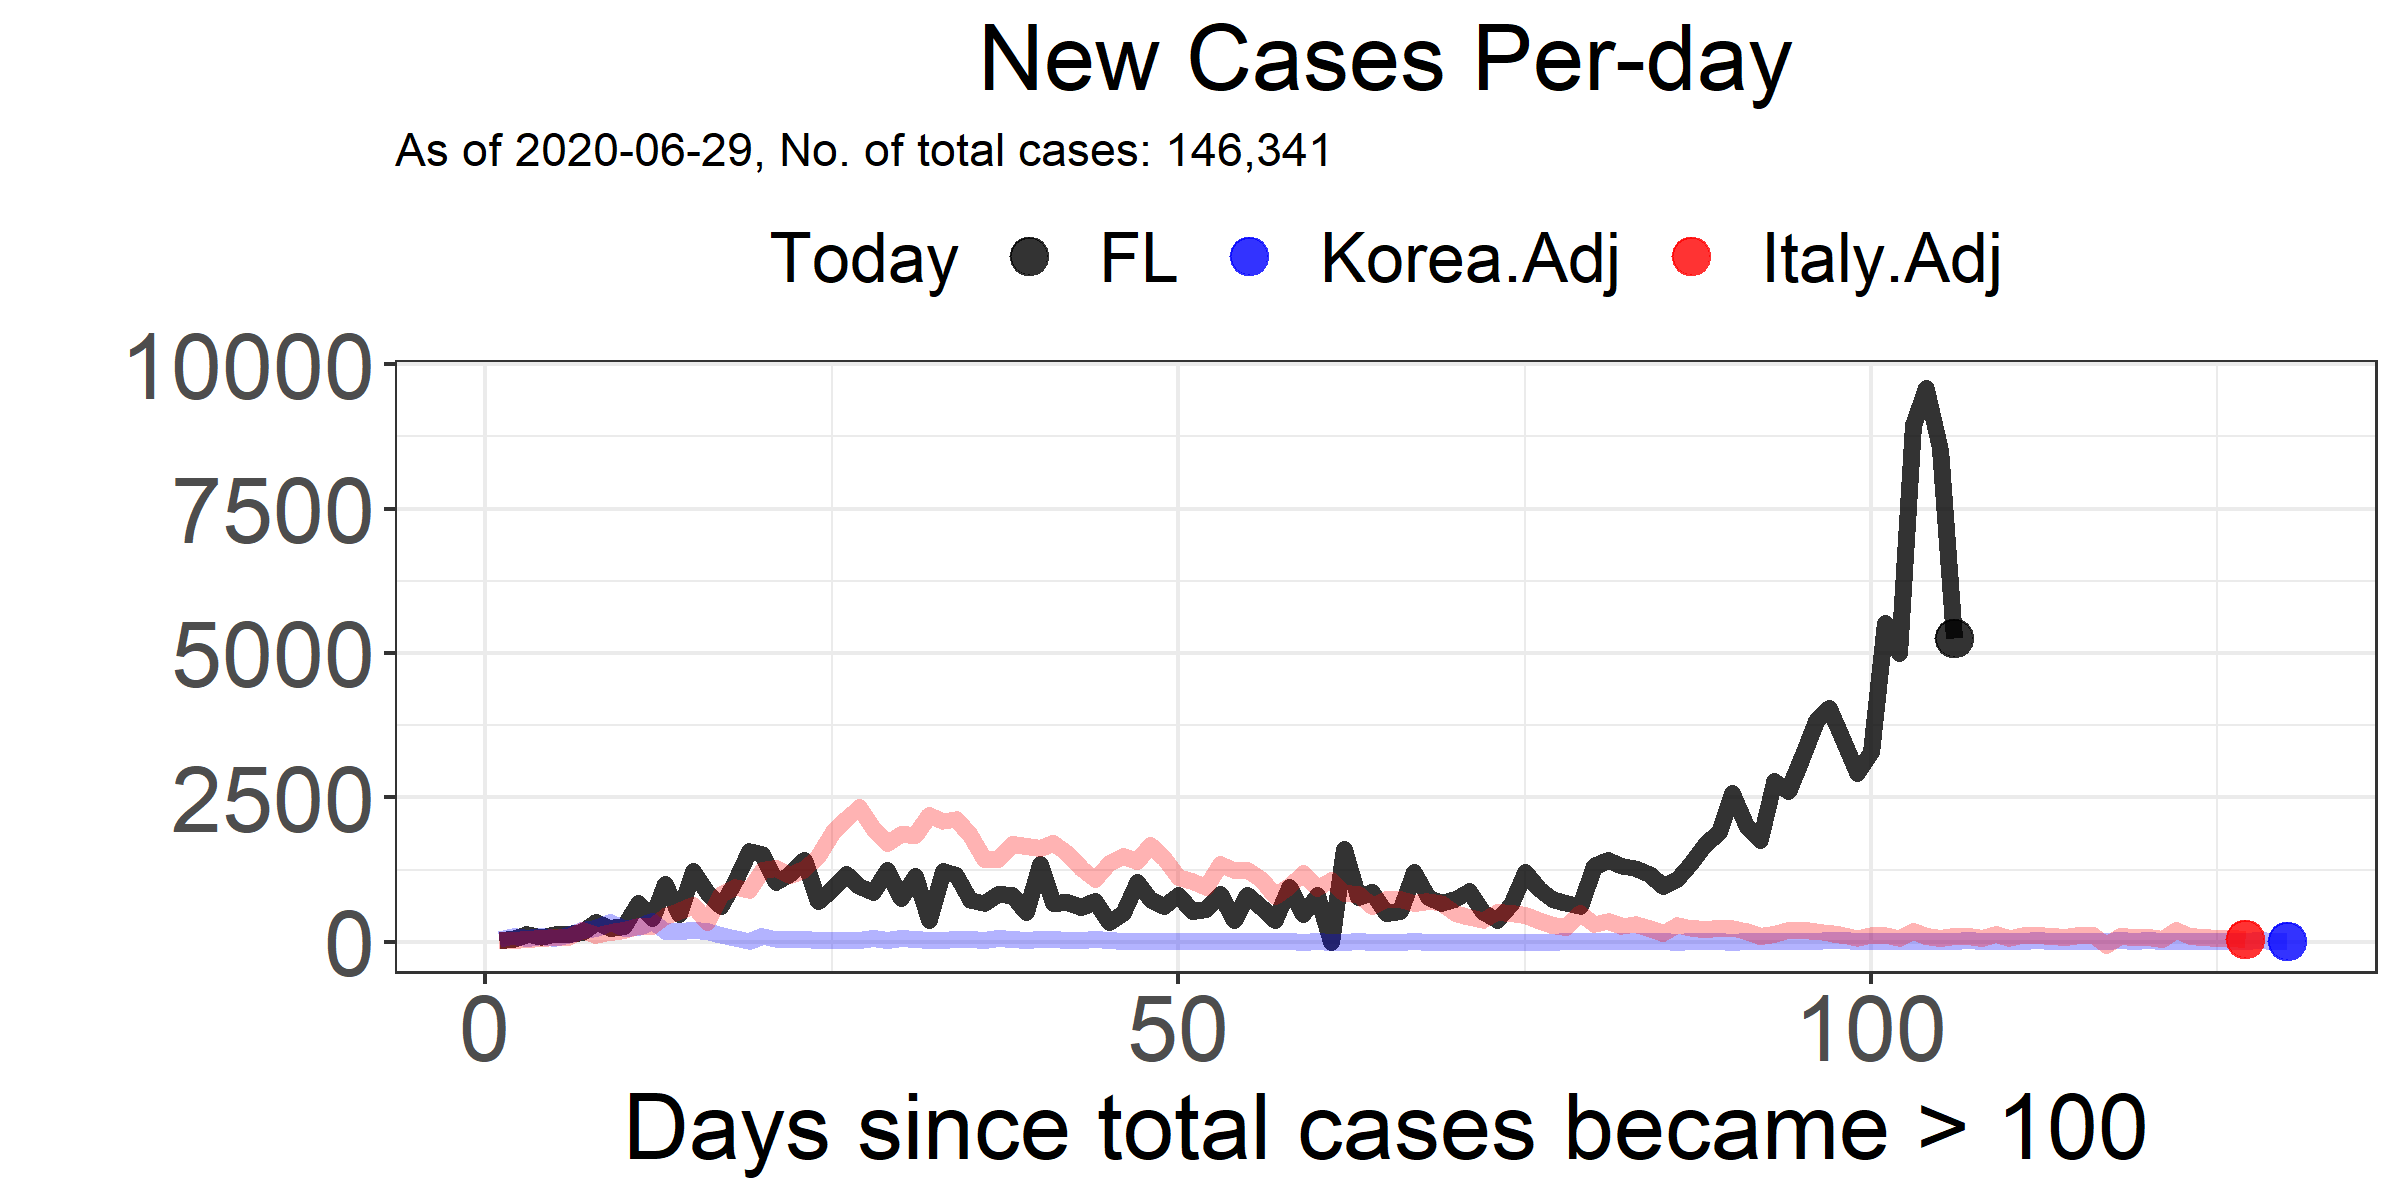 New Cases Per-day
As of 2020-06-29, No. of total cases: 146,341
Today FL Korea.Adj Italy.Adj
10000
7500
5000
2500
0
0 50 100
Days since total cases became > 100